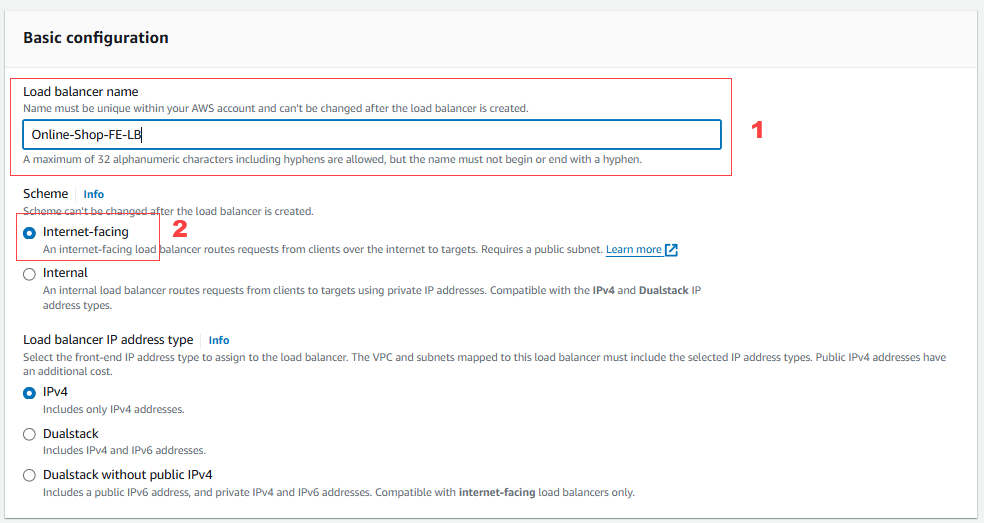 Basic configuration
Load balancer name
Name must be unique within your AWS account and can't be changed after the load balancer is created.
Online-Shop-FE-LB
1
A maximum of 32 alphanumeric characters including hyphens are allowed, but the name must not begin or end with a hyphen.
Scheme Info
Scheme can't be changed after the load balancer is created.
Internet-facing 2
An internet-facing load balancer routes requests from clients over the internet to targets. Requires a public subnet. Learn more
Internal
An internal load balancer routes requests from clients to targets using private IP addresses. Compatible with the IPv4 and Dualstack IP
address types.
Load balancer IP address type Info
Select the front-end IP address type to assign to the load balancer. The VPC and subnets mapped to this load balancer must include the selected IP address types. Public IPv4 addresses have
an additional cost.
IPv4
Includes only IPv4 addresses.
Dualstack
Includes IPv4 and IPv6 addresses.
Dualstack without public IPv4
Includes a public IPv6 address, and private IPv4 and IPv6 addresses. Compatible with internet-facing load balancers only.